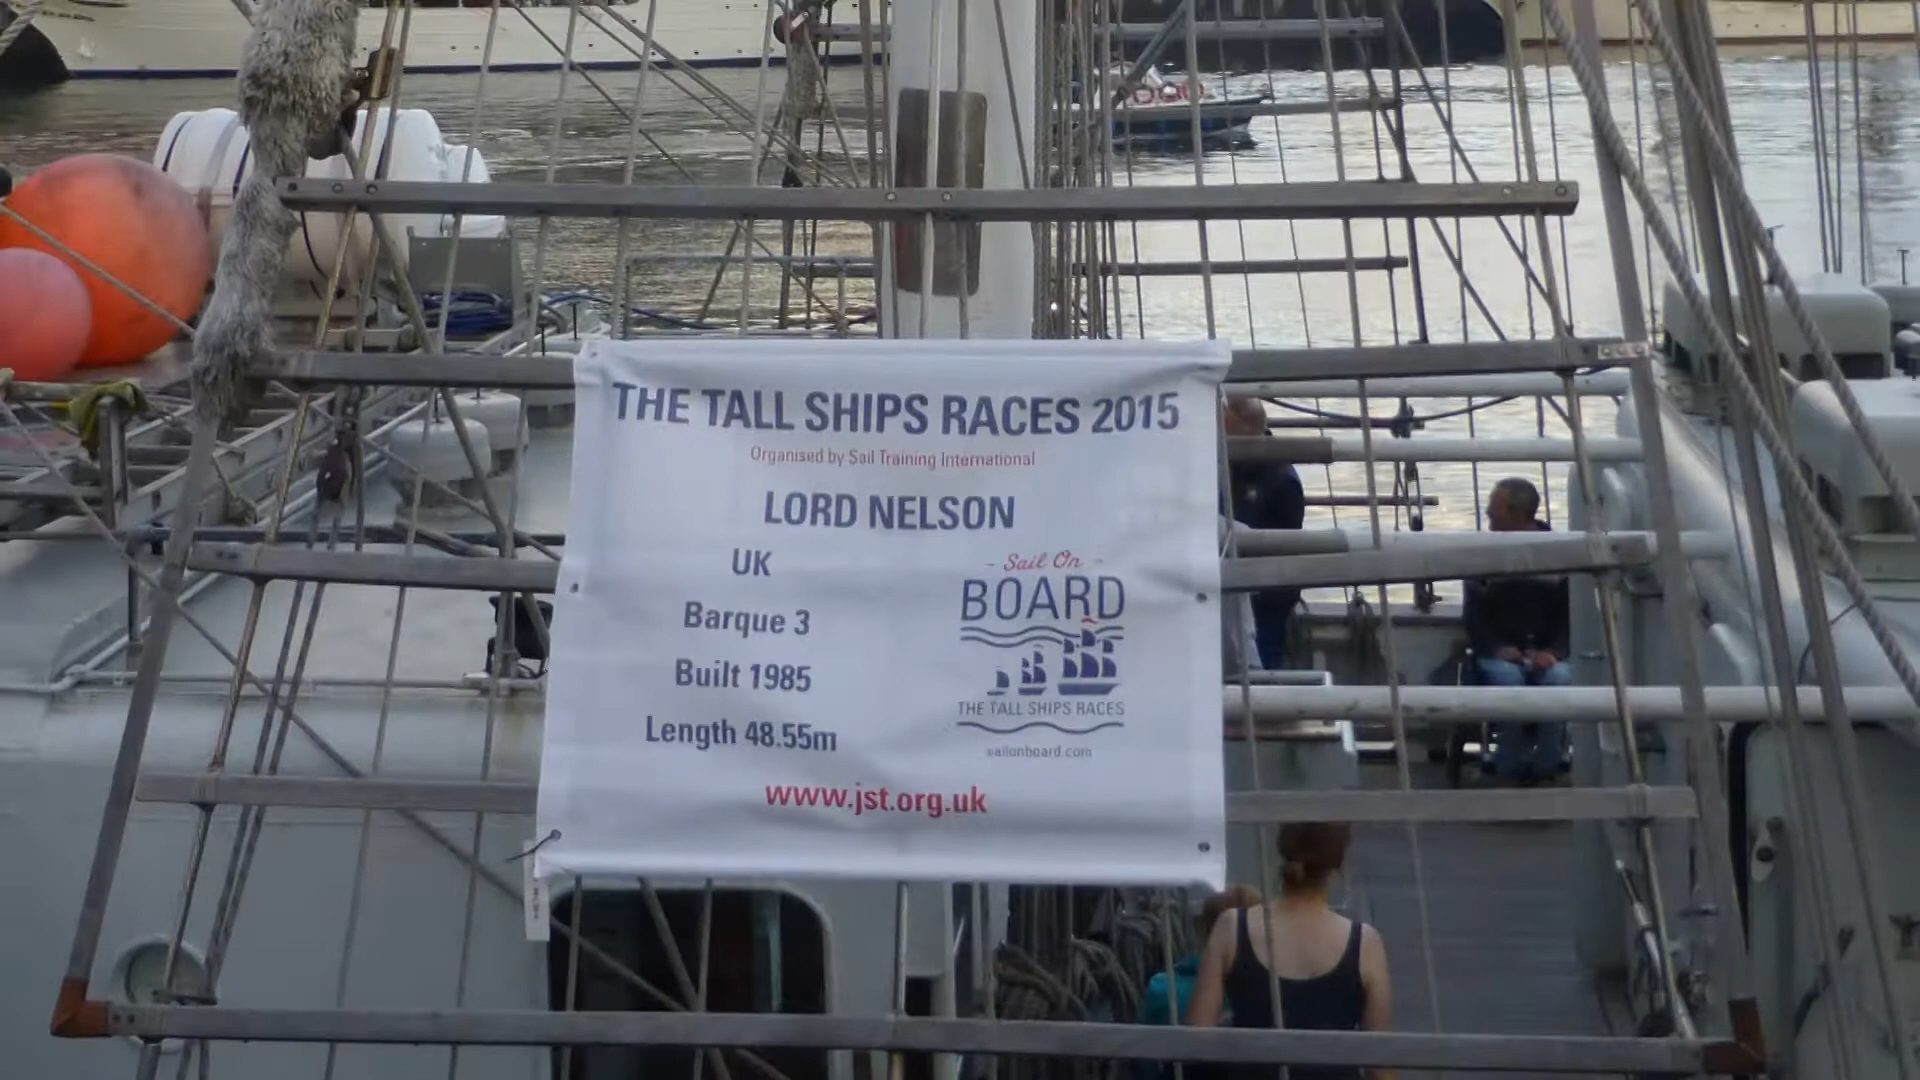 THE TALL SHIPS RACES 2015
Organised by Sail Training International
LORD NELSON
UK
Barque 3
Built 1985
Length 48.55m
- Sail On -
BOARD
THE TALL SHIPS RACES
sailonboard.com
www.jst.org.uk